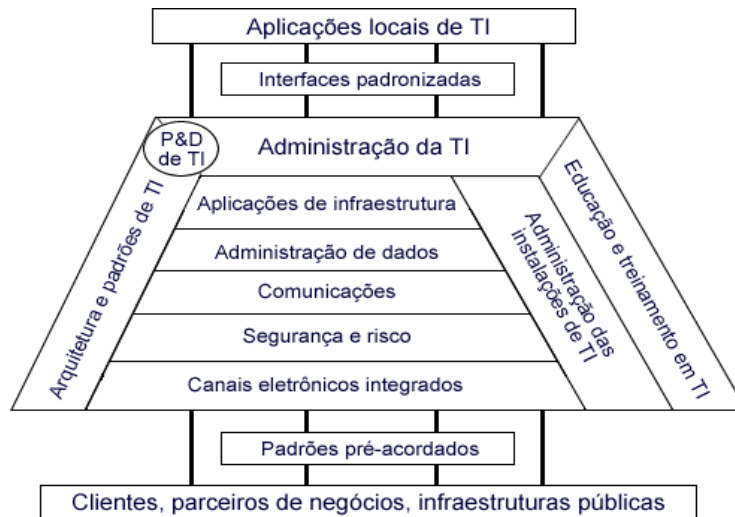 Aplicações locais de TI
Interfaces padronizadas
P&D
de TI
Administração da TI
Arquitetura e padrões de TI
Aplicações de infraestrutura
Administração de dados
Comunicações
Segurança e risco
Canais eletrônicos integrados
Administração das
instalações de TI
Educação e treinamento em TI
Padrões pré-acordados
Clientes, parceiros de negócios, infraestruturas públicas